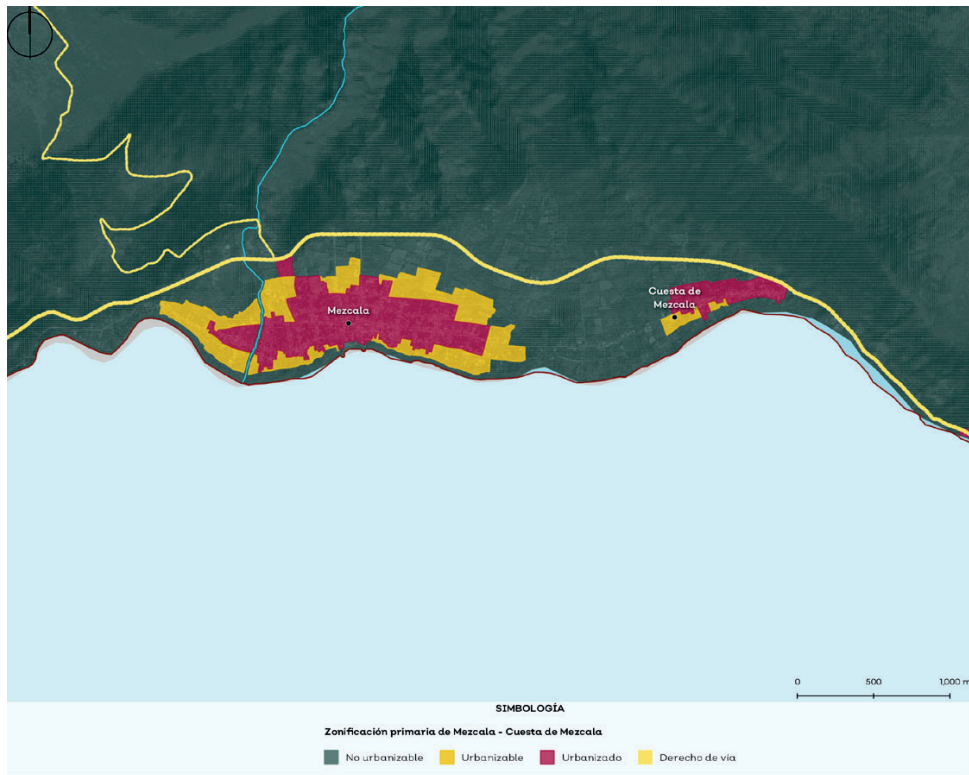 Mezcala
Cuesta de
Mezcala
0 500 1,000 m
SIMBOLOGÍA
Zonificación primaria de Mezcala - Cuesta de Mezcala
No urbanizable Urbanizable Urbanizado Derecho de vía